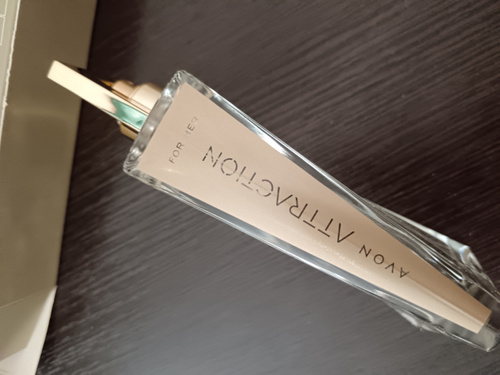 AVON
ATTRACTION
FOR HER